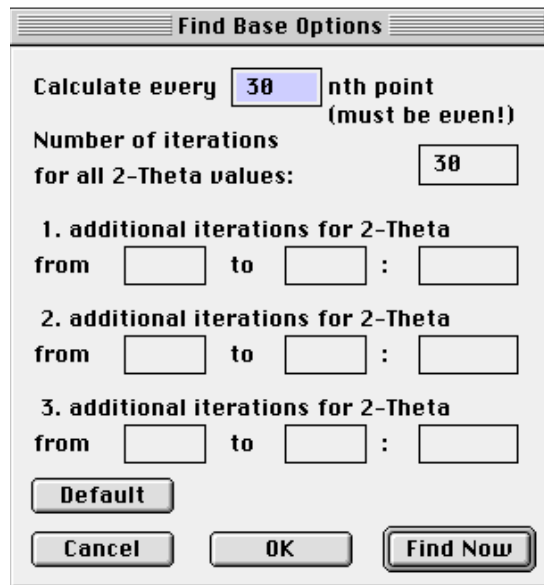 Find Base Options
Calculate every 30 nth point
(must be even!)
Number of iterations
for all 2-Theta values: 30
1. additional iterations for 2-Theta
from to :
2. additional iterations for 2-Theta
from to :
3. additional iterations for 2-Theta
from to :
Default
Cancel OK Find Now